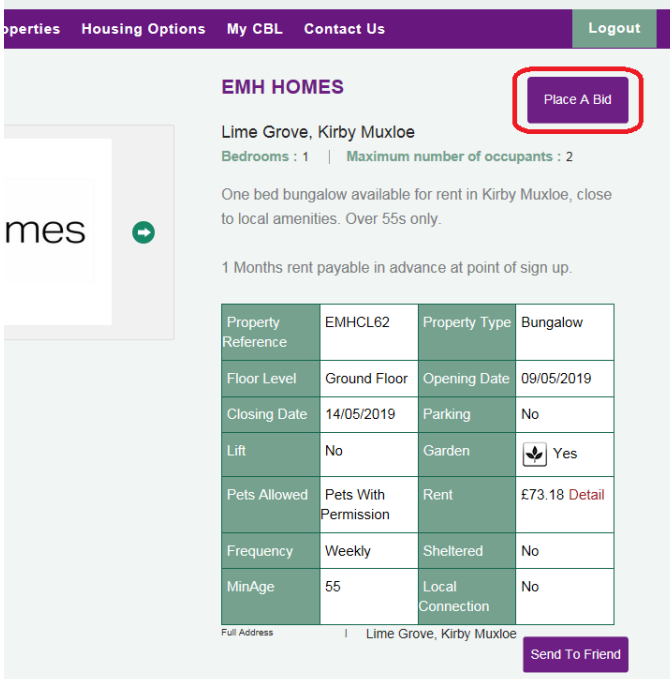 operties Housing Options My CBL Contact Us Logout
EMH HOMES
Place A Bid
Lime Grove, Kirby Muxloe
Bedrooms : 1 | Maximum number of occupants : 2
One bed bungalow available for rent in Kirby Muxloe, close
to local amenities. Over 55s only.
mes
1 Months rent payable in advance at point of sign up.
Property Reference EMHCL62 Property Type Bungalow
Floor Level Ground Floor Opening Date 09/05/2019
Closing Date 14/05/2019 Parking No
Lift No Garden Yes
Pets Allowed Pets With Permission Rent £73.18 Detail
Frequency Weekly Sheltered No
MinAge 55 Local Connection No
Full Address | Lime Grove, Kirby Muxloe
Send To Friend